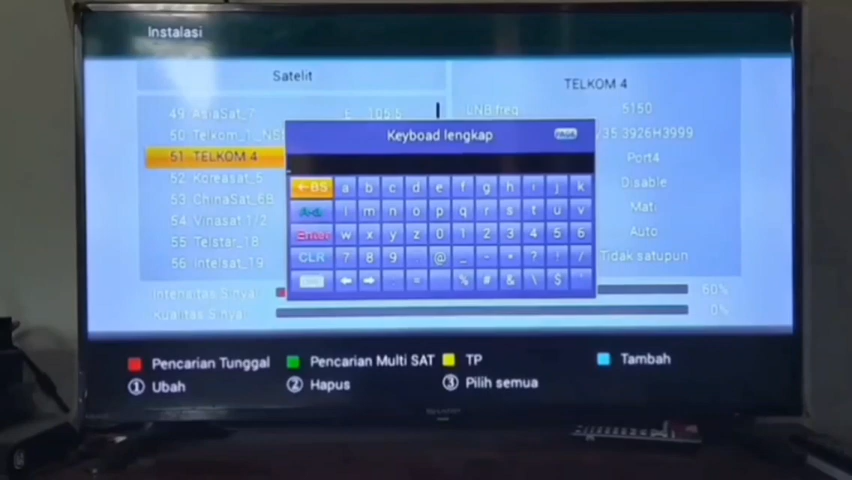 Instalasi
Satelit
TELKOM 4
49 AsiaSat_7 E 105.5
LNB freq 5150
50 Telkom_1
51 TELKOM 4
Port4
52 Koreasat_5
Disable
53 ChinaSat_6B
Mati
54 Vinasat 1/2
Auto
55 Telstar_18
Tidak satupun
56 Intelsat_19
Keyboad lengkap
PAGE
←BS a b c d e f g h i j k
A-a l m n o p q r s t u v
Enter w x y z 0 1 2 3 4 5 6
CLR 7 8 9 . @ _ - * ? ! /
← → = % # & \ $ '
Intensitas Sinyal 60%
Kualitas Sinyal 0%
Pencarian Tunggal Pencarian Multi SAT TP Tambah
① Ubah ② Hapus ③ Pilih semua
SHARP